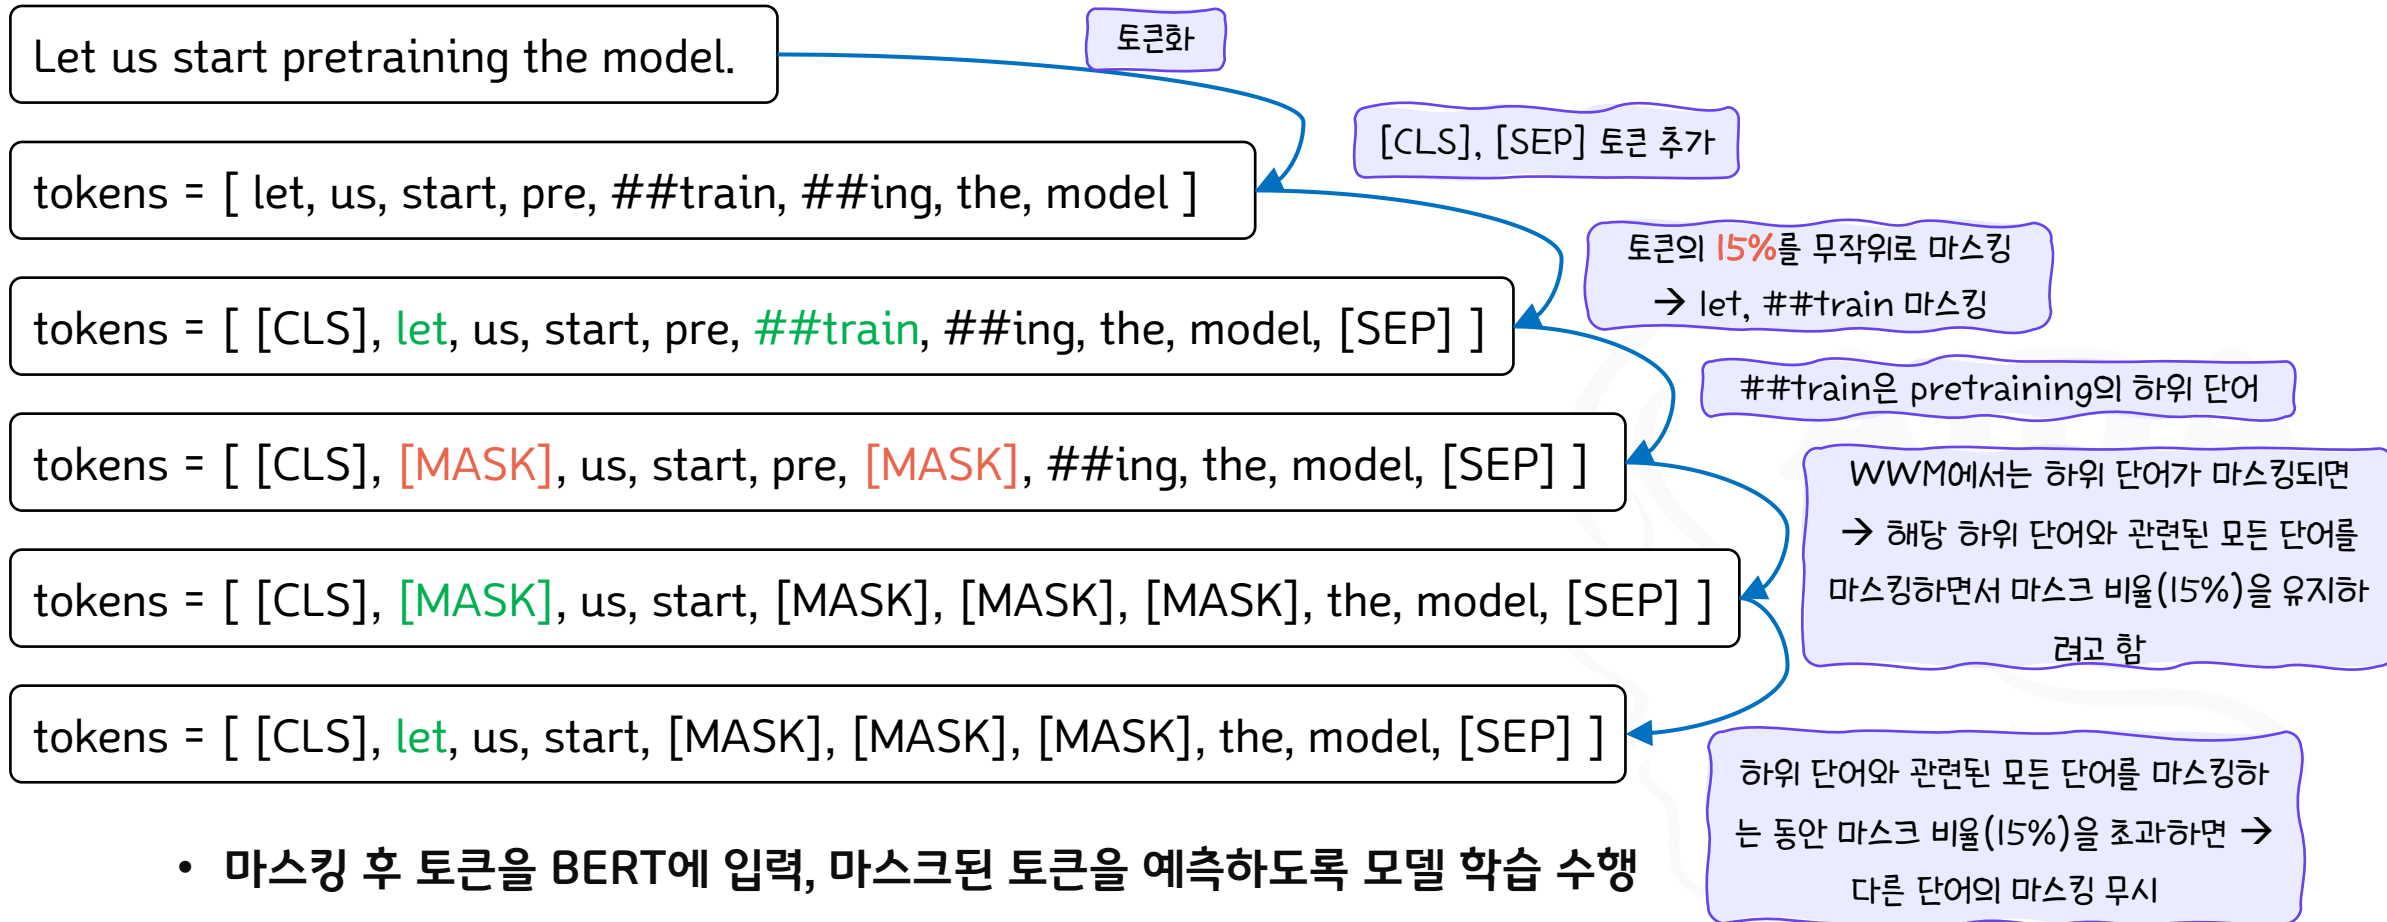 Let us start pretraining the model.
토큰화
[CLS], [SEP] 토큰 추가
tokens = [ let, us, start, pre, ##train, ##ing, the, model ]
토큰의 15%를 무작위로 마스킹
→ let, ##train 마스킹
tokens = [ [CLS], let, us, start, pre, ##train, ##ing, the, model, [SEP] ]
##train은 pretraining의 하위 단어
tokens = [ [CLS], [MASK], us, start, pre, [MASK], ##ing, the, model, [SEP] ]
WWM에서는 하위 단어가 마스킹되면
→ 해당 하위 단어와 관련된 모든 단어를
마스킹하면서 마스크 비율(15%)을 유지하
려고 함
tokens = [ [CLS], [MASK], us, start, [MASK], [MASK], [MASK], the, model, [SEP] ]
tokens = [ [CLS], let, us, start, [MASK], [MASK], [MASK], the, model, [SEP] ]
하위 단어와 관련된 모든 단어를 마스킹하
는 동안 마스크 비율(15%)을 초과하면 →
다른 단어의 마스킹 무시
• 마스킹 후 토큰을 BERT에 입력, 마스크된 토큰을 예측하도록 모델 학습 수행